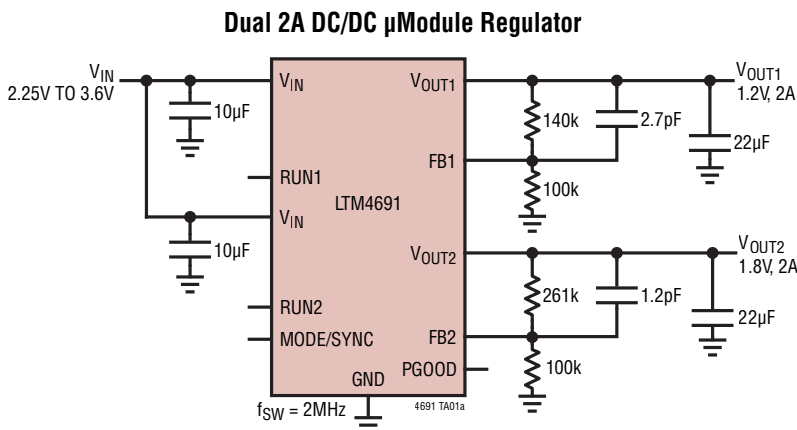 Dual 2A DC/DC µModule Regulator
VIN
2.25V TO 3.6V
10µF
VIN
RUN1
VIN
10µF
RUN2
MODE/SYNC
GND
fSW = 2MHz
LTM4691
4691 TA01a
VOUT1
FB1
VOUT2
FB2
PGOOD
140k
2.7pF
100k
22µF
VOUT1
1.2V, 2A
261k
1.2pF
100k
22µF
VOUT2
1.8V, 2A